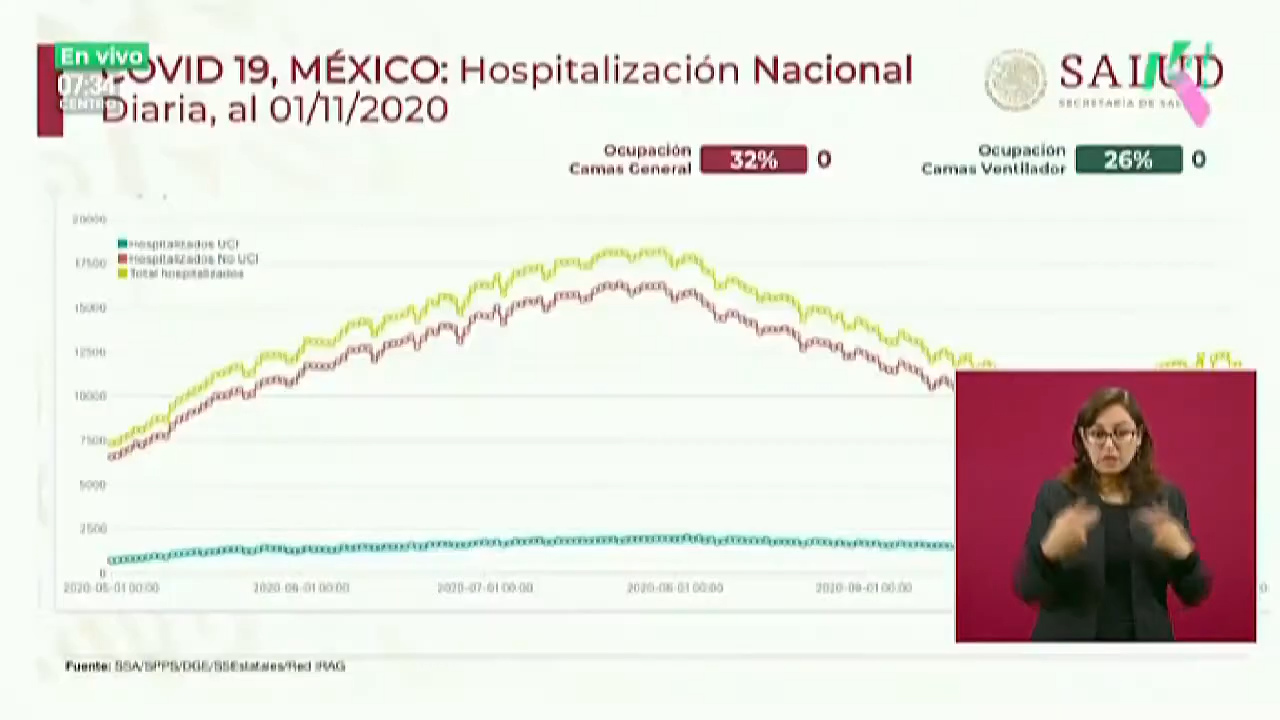 En vivo
07:34
CENTRO
COVID 19, MÉXICO: Hospitalización Nacional
Diaria, al 01/11/2020
SALUD
SECRETARÍA DE SALUD
Ocupación
Camas General
32%
0
Ocupación
Camas Ventilador
26%
0
20000
Hospitalizados UCI
Hospitalizados No UCI
17500
Total hospitalizados
15000
12500
10000
7500
5000
2500
0
2020-05-01 00:00
2020-06-01 00:00
2020-07-01 00:00
2020-08-01 00:00
2020-09-01 00:00
Fuente: SSA/SPPS/DGE/SSEstatales/Red IRAG